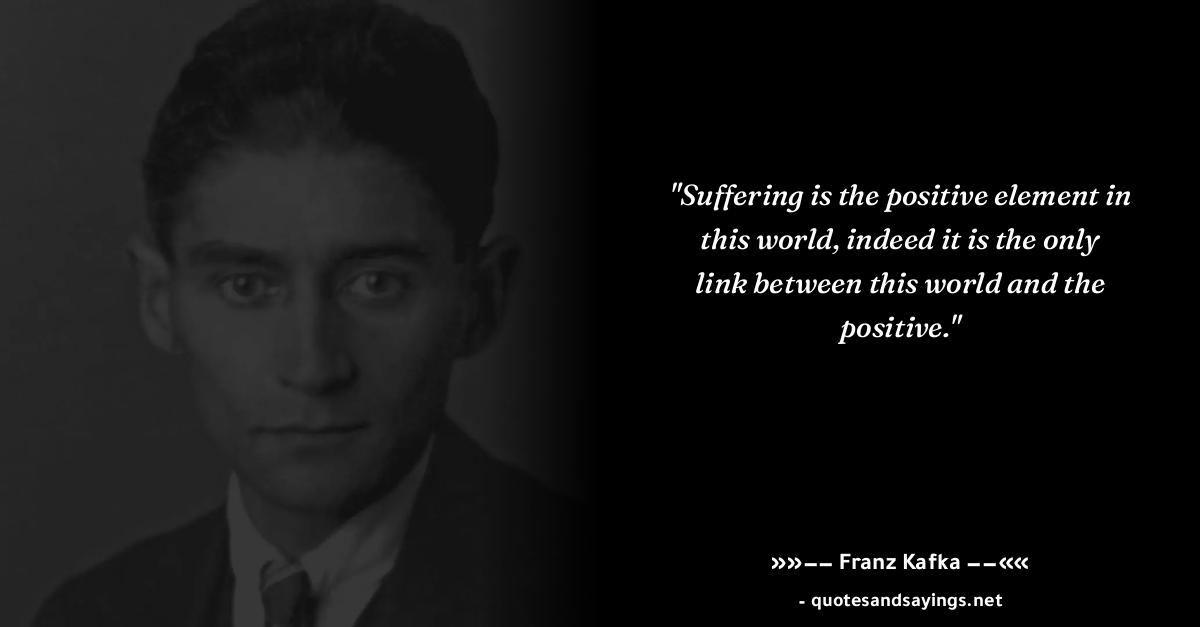 "Suffering is the positive element in
this world, indeed it is the only
link between this world and the
positive."
»»−− Franz Kafka −−««
- quotesandsayings.net